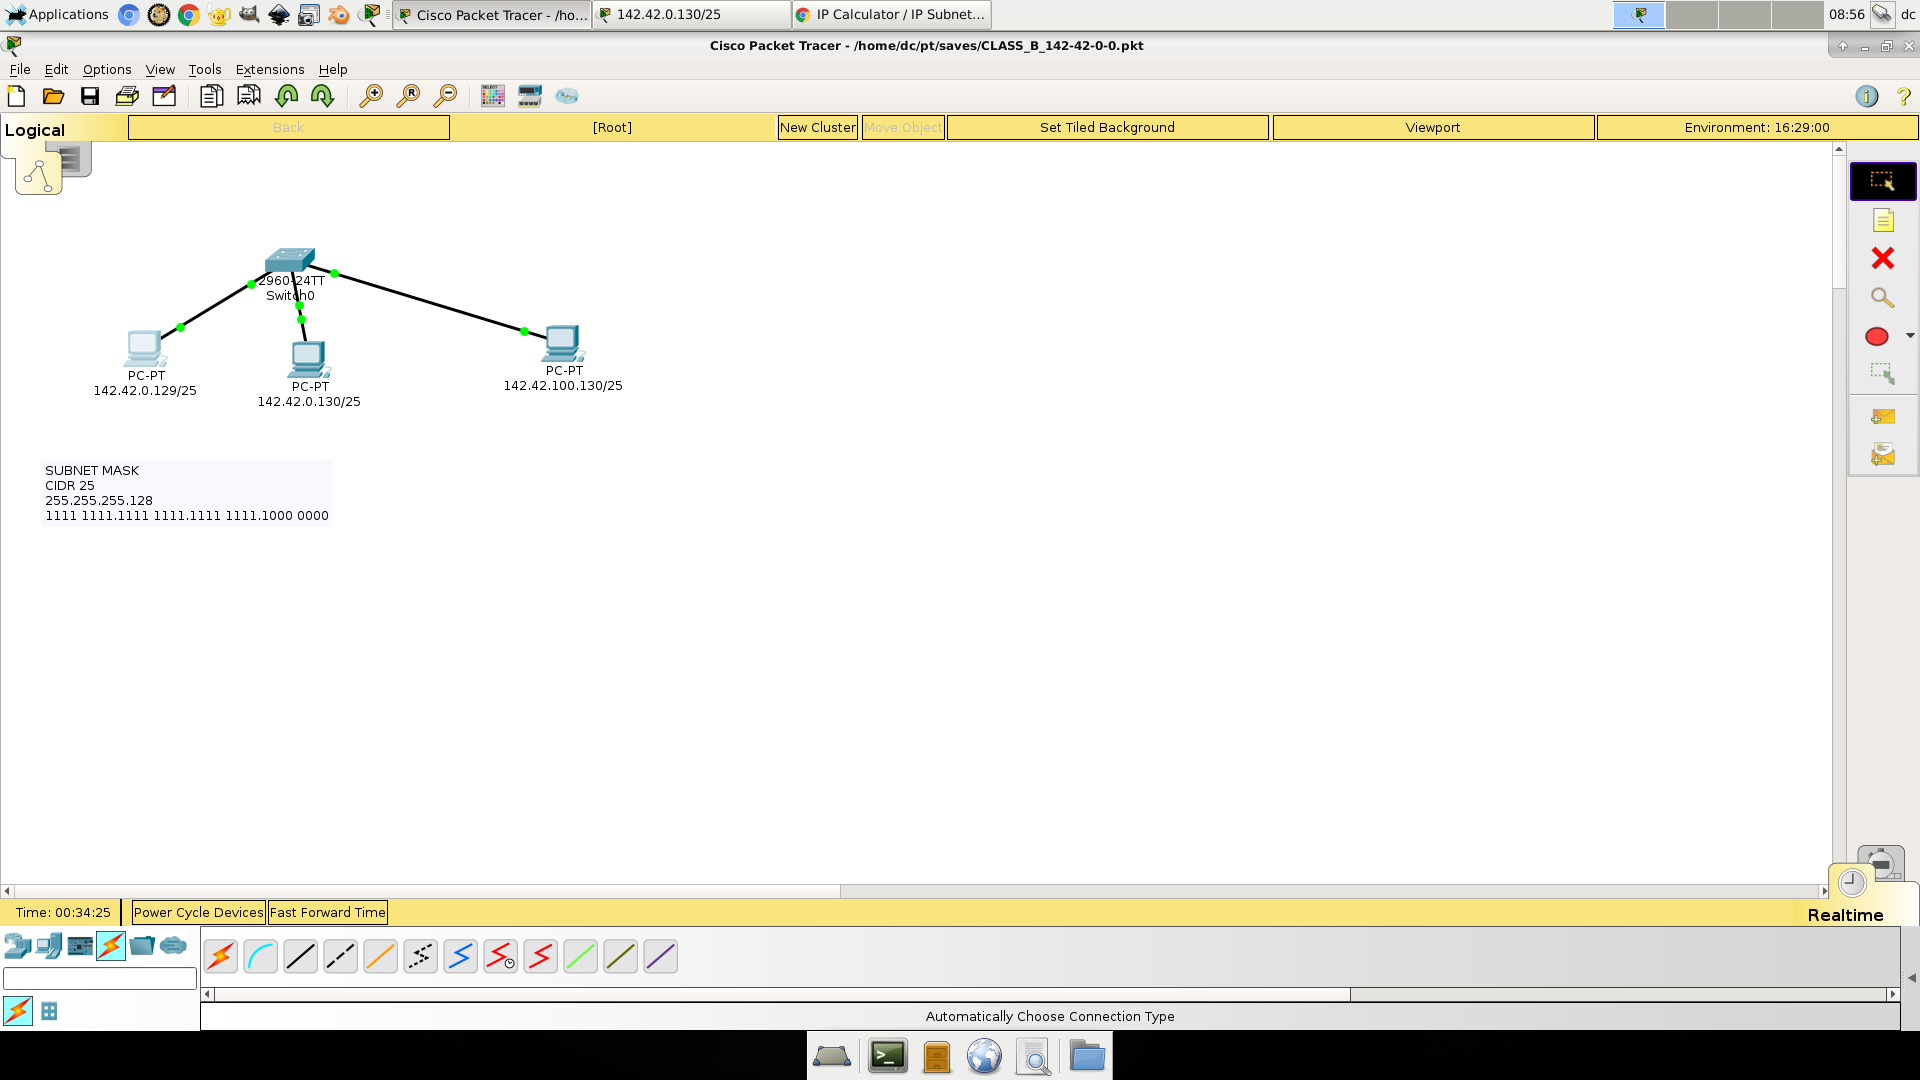 Applications
Cisco Packet Tracer - /ho...
142.42.0.130/25
IP Calculator / IP Subnet...
08:56
dc
Cisco Packet Tracer - /home/dc/pt/saves/CLASS_B_142-42-0-0.pkt
File Edit Options View Tools Extensions Help
Logical
Back
[Root]
New Cluster
Move Object
Set Tiled Background
Viewport
Environment: 16:29:00
2960-24TT
Switch0
PC-PT
142.42.0.129/25
PC-PT
142.42.0.130/25
PC-PT
142.42.100.130/25
SUBNET MASK
CIDR 25
255.255.255.128
1111 1111.1111 1111.1111 1111.1000 0000
Time: 00:34:25
Power Cycle Devices
Fast Forward Time
Realtime
Automatically Choose Connection Type